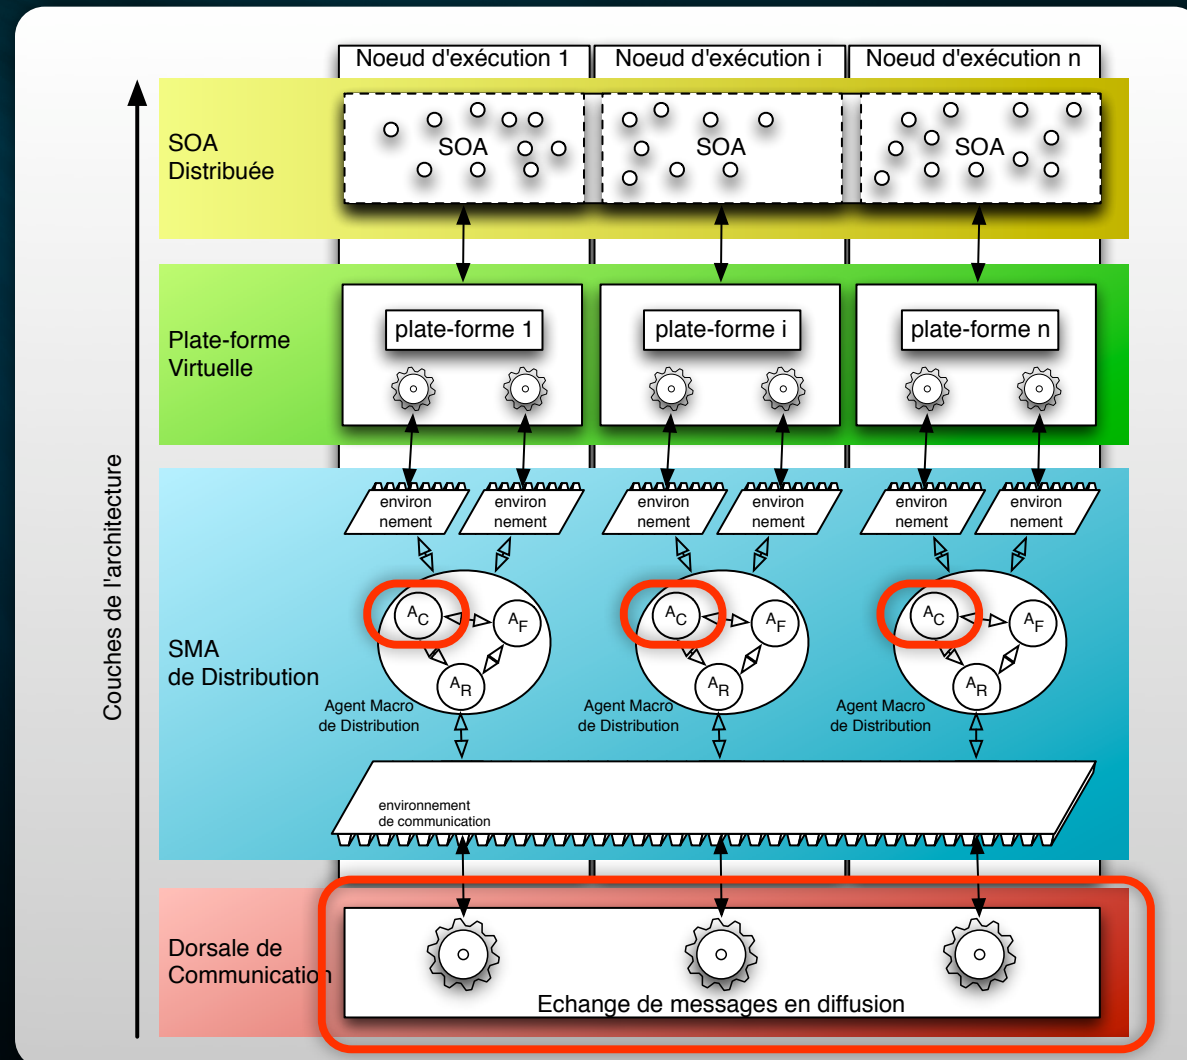 Noeud d'exécution 1
Noeud d'exécution i
Noeud d'exécution n
SOA
Distribuée
SOA
SOA
SOA
Plate-forme
Virtuelle
plate-forme 1
plate-forme i
plate-forme n
Couches de l'architecture
environ
nement
environ
nement
environ
nement
environ
nement
environ
nement
environ
nement
SMA
de Distribution
AC
AF
AR
AC
AF
AR
AC
AF
AR
Agent Macro
de Distribution
Agent Macro
de Distribution
Agent Macro
de Distribution
environnement
de communication
Dorsale de
Communication
Echange de messages en diffusion